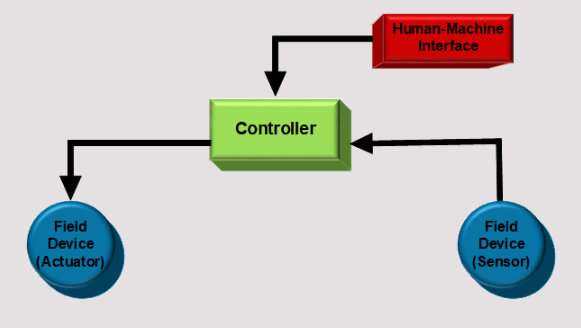 Human-Machine
Interface
Controller
Field
Device
(Actuator)
Field
Device
(Sensor)